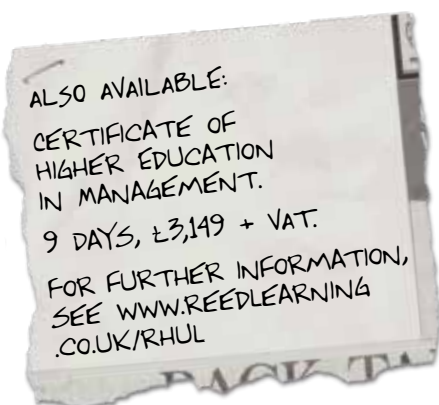 ALSO AVAILABLE:
CERTIFICATE OF
HIGHER EDUCATION
IN MANAGEMENT.
9 DAYS, £3,149 + VAT.
FOR FURTHER INFORMATION,
SEE WWW.REEDLEARNING
.CO.UK/RHUL